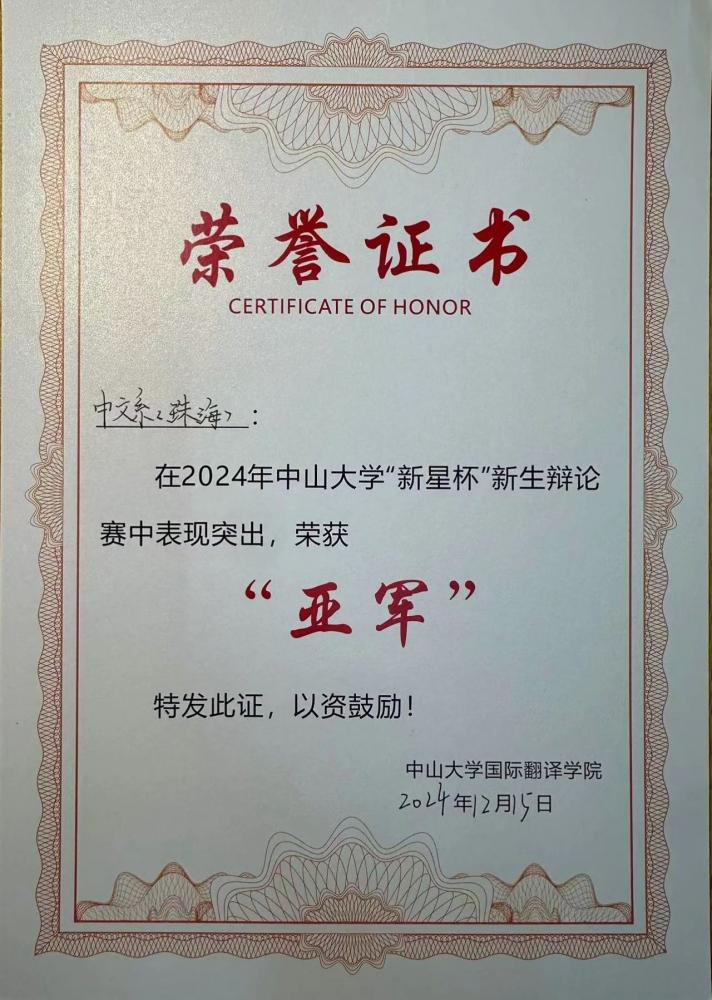 荣誉证书
CERTIFICATE OF HONOR
中文系（珠海）：
在2024年中山大学“新星杯”新生辩论
赛中表现突出，荣获
“亚军”
特发此证，以资鼓励！
中山大学国际翻译学院
2024年12月15日